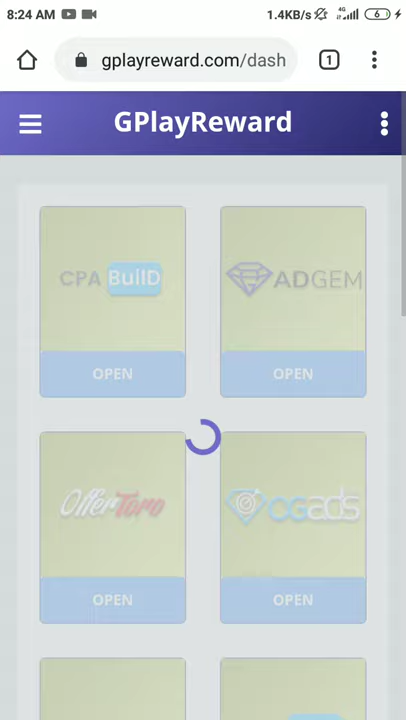 8:24 AM
1.4KB/s 4G 6
gplayreward.com/dash
1
GPlayReward
CPA BuilD
ADGEM
OPEN
OPEN
OfferToro
OGAds
OPEN
OPEN